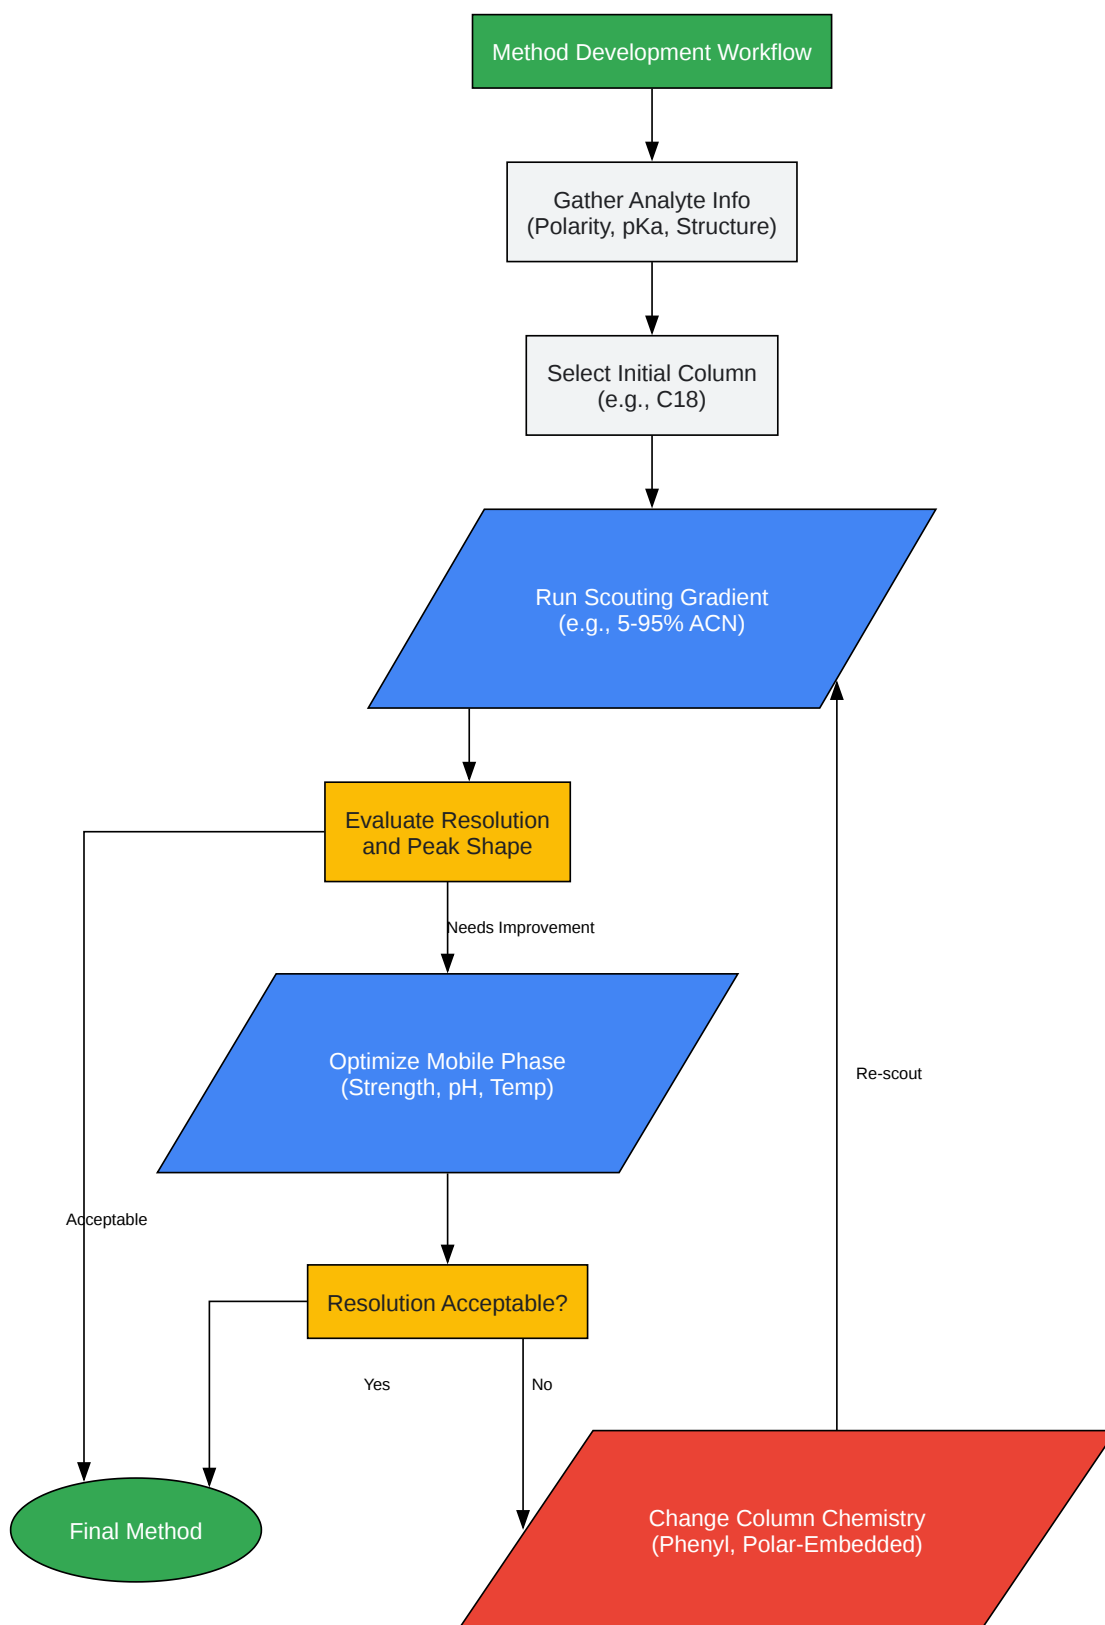 Method Development Workflow
Gather Analyte Info
(Polarity, pKa, Structure)
Select Initial Column
(e.g., C18)
Run Scouting Gradient
(e.g., 5-95% ACN)
Evaluate Resolution
and Peak Shape
Needs Improvement
Optimize Mobile Phase
(Strength, pH, Temp)
Re-scout
Acceptable
Resolution Acceptable?
Yes
No
Change Column Chemistry
(Phenyl, Polar-Embedded)
Final Method